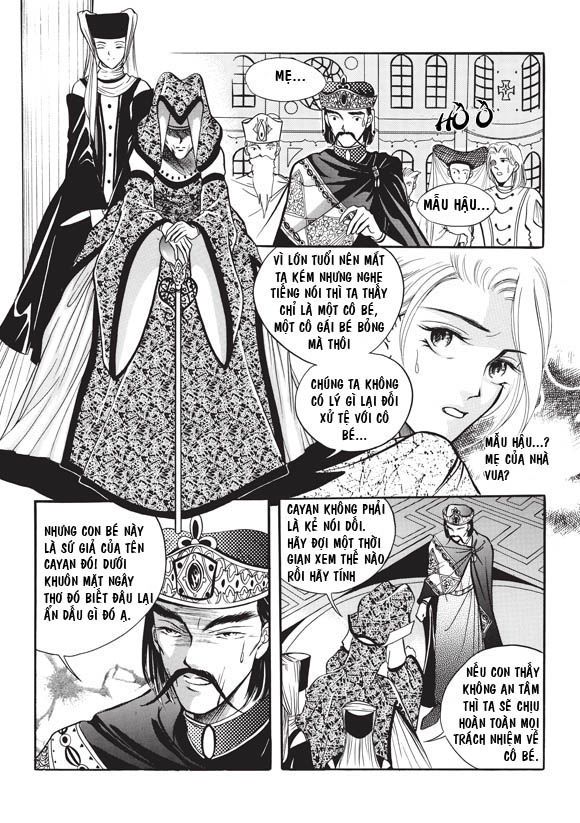 MẸ...
HỒ Ồ
MẪU HẬU...
VÌ LỚN TUỔI NÊN MẮT
TA KÉM NHƯNG NGHE
TIẾNG NÓI THÌ TA THẤY
CHỈ LÀ MỘT CÔ BÉ,
MỘT CÔ GÁI BÉ BỎNG
MÀ THÔI
CHÚNG TA KHÔNG
CÓ LÝ GÌ LẠI ĐỐI
XỬ TỆ VỚI CÔ
BÉ...
MẪU HẬU...?
MẸ CỦA NHÀ
VUA?
NHƯNG CON BÉ NÀY
LÀ SỨ GIẢ CỦA TÊN
CAYAN ĐÓ! DƯỚI
KHUÔN MẶT NGÂY
THƠ ĐÓ BIẾT ĐÂU LẠI
ẨN DẤU GÌ ĐÓ Ạ.
CAYAN KHÔNG PHẢI
LÀ KẺ NÓI DỐI.
HÃY ĐỢI MỘT THỜI
GIAN XEM THẾ NÀO
RỒI HÃY TÍNH
NẾU CON THẤY
KHÔNG AN TÂM
THÌ TA SẼ CHỊU
HOÀN TOÀN MỌI
TRÁCH NHIỆM VỀ
CÔ BÉ.